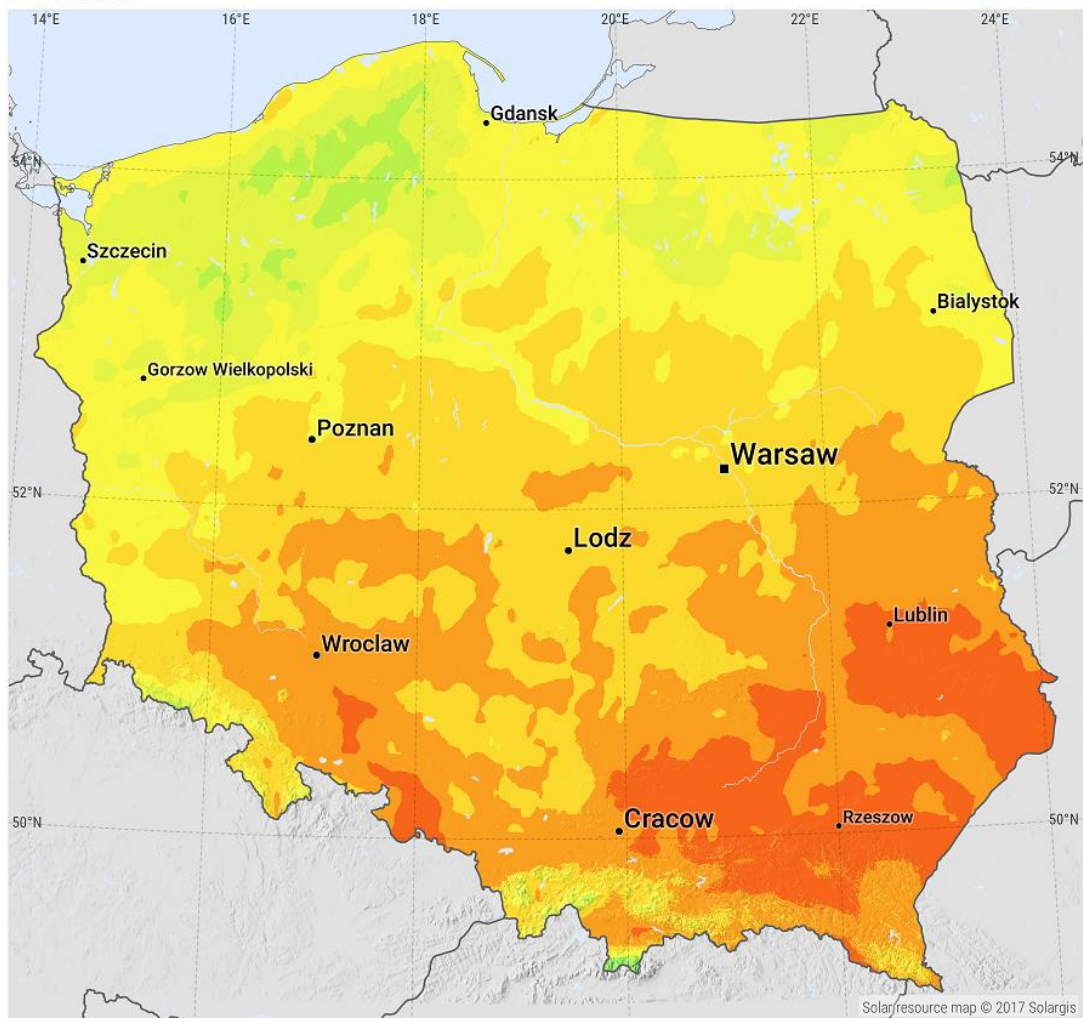 14°E 16°E 18°E 20°E 22°E 24°E
Gdansk
54°N 54°N
Szczecin
Bialystok
Gorzow Wielkopolski
Poznan
Warsaw
52°N 52°N
Lodz
Lublin
Wroclaw
50°N 50°N
Cracow
Rzeszow
Solar resource map © 2017 Solargis